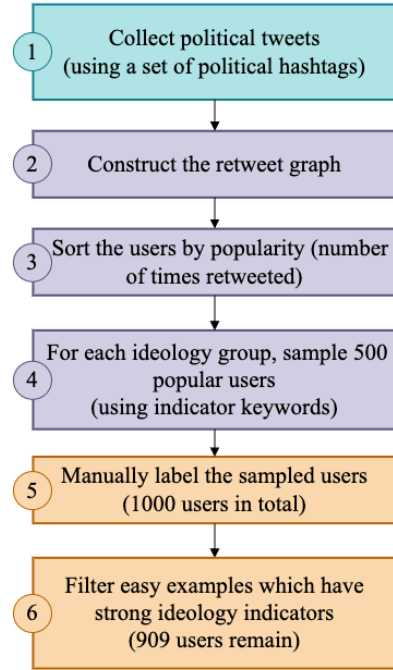 1
Collect political tweets
(using a set of political hashtags)
2
Construct the retweet graph
3
Sort the users by popularity (number
of times retweeted)
4
For each ideology group, sample 500
popular users
(using indicator keywords)
5
Manually label the sampled users
(1000 users in total)
6
Filter easy examples which have
strong ideology indicators
(909 users remain)